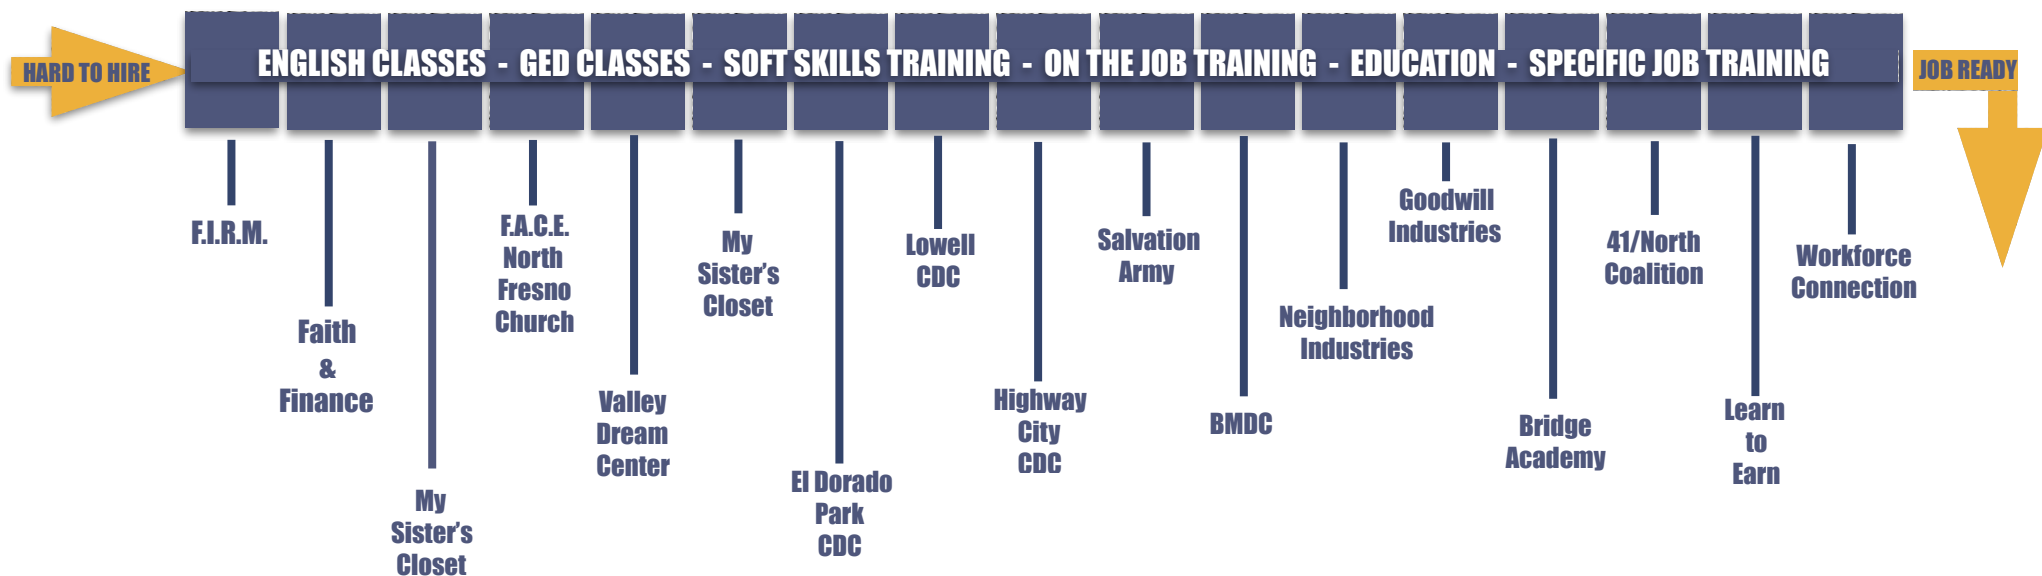 HARD TO HIRE
ENGLISH CLASSES - GED CLASSES - SOFT SKILLS TRAINING - ON THE JOB TRAINING - EDUCATION - SPECIFIC JOB TRAINING
JOB READY
F.I.R.M.
Faith
&
Finance
My
Sister’s
Closet
F.A.C.E.
North
Fresno
Church
Valley
Dream
Center
My
Sister’s
Closet
El Dorado
Park
CDC
Lowell
CDC
Highway
City
CDC
Salvation
Army
BMDC
Neighborhood
Industries
Goodwill
Industries
Bridge
Academy
41/North
Coalition
Learn
to
Earn
Workforce
Connection